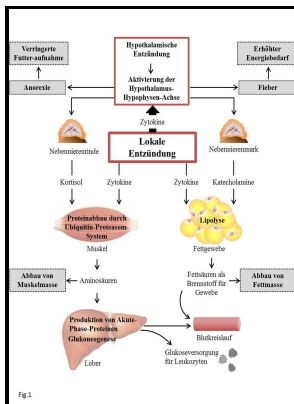 Hypothalamische
Entzündung
Aktivierung der
Hypothalamus-
Hypophysen-Achse
Verringerte
Futter-aufnahme
Erhöhter
Energiebedarf
Anorexie
Fieber
Zytokine
Lokale
Entzündung
Nebennierenrinde
Nebennierenmark
Kortisol
Zytokine
Zytokine
Katecholamine
Proteinabbau durch
Ubiquitin-Proteasom-
System
Muskel
Lipolyse
Fettgewebe
Abbau von
Muskelmasse
Aminosäuren
Fettsäuren als
Brennstoff für
Gewebe
Abbau von
Fettmasse
Produktion von Akute-
Phase-Proteinen
Glukoneogenese
Leber
Blutkreislauf
Glukoseversorgung
für Leukozyten
Fig.1